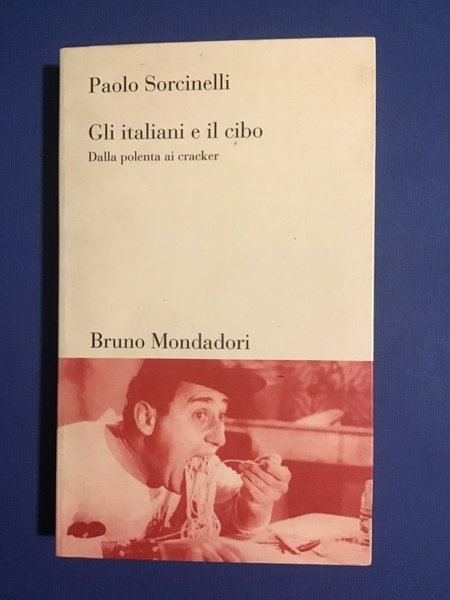 Paolo Sorcinelli
Gli italiani e il cibo
Dalla polenta ai cracker
Bruno Mondadori